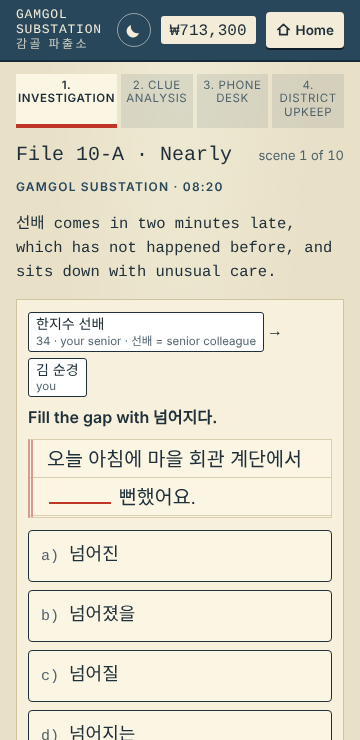 GAMGOL
SUBSTATION
감골 파출소
₩713,300
Home
1.
INVESTIGATION
2. CLUE
ANALYSIS
3. PHONE
DESK
4.
DISTRICT
UPKEEP
File 10-A · Nearly
scene 1 of 10
GAMGOL SUBSTATION · 08:20
선배 comes in two minutes late,
which has not happened before, and
sits down with unusual care.
한지수 선배
34 · your senior · 선배 = senior colleague
→
김 순경
you
Fill the gap with 넘어지다.
오늘 아침에 마을 회관 계단에서
뻔했어요.
a) 넘어진
b) 넘어졌을
c) 넘어질
d) 넘어지는